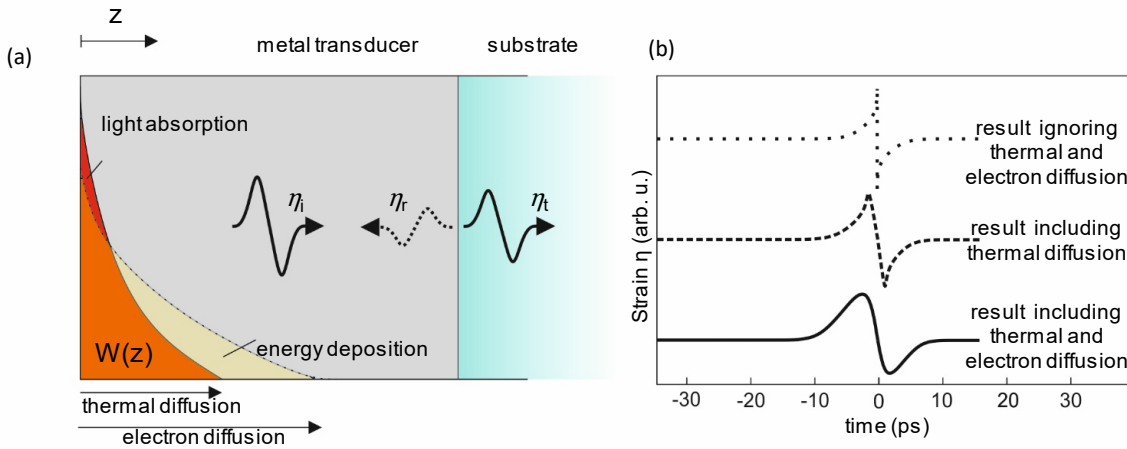 z
(a)
metal transducer
substrate
light absorption
ηi
ηr
ηt
W(z)
energy deposition
thermal diffusion
electron diffusion
(b)
Strain η (arb. u.)
result ignoring
thermal and
electron diffusion
result including
thermal diffusion
result including
thermal and
electron diffusion
-30 -20 -10 0 10 20 30
time (ps)